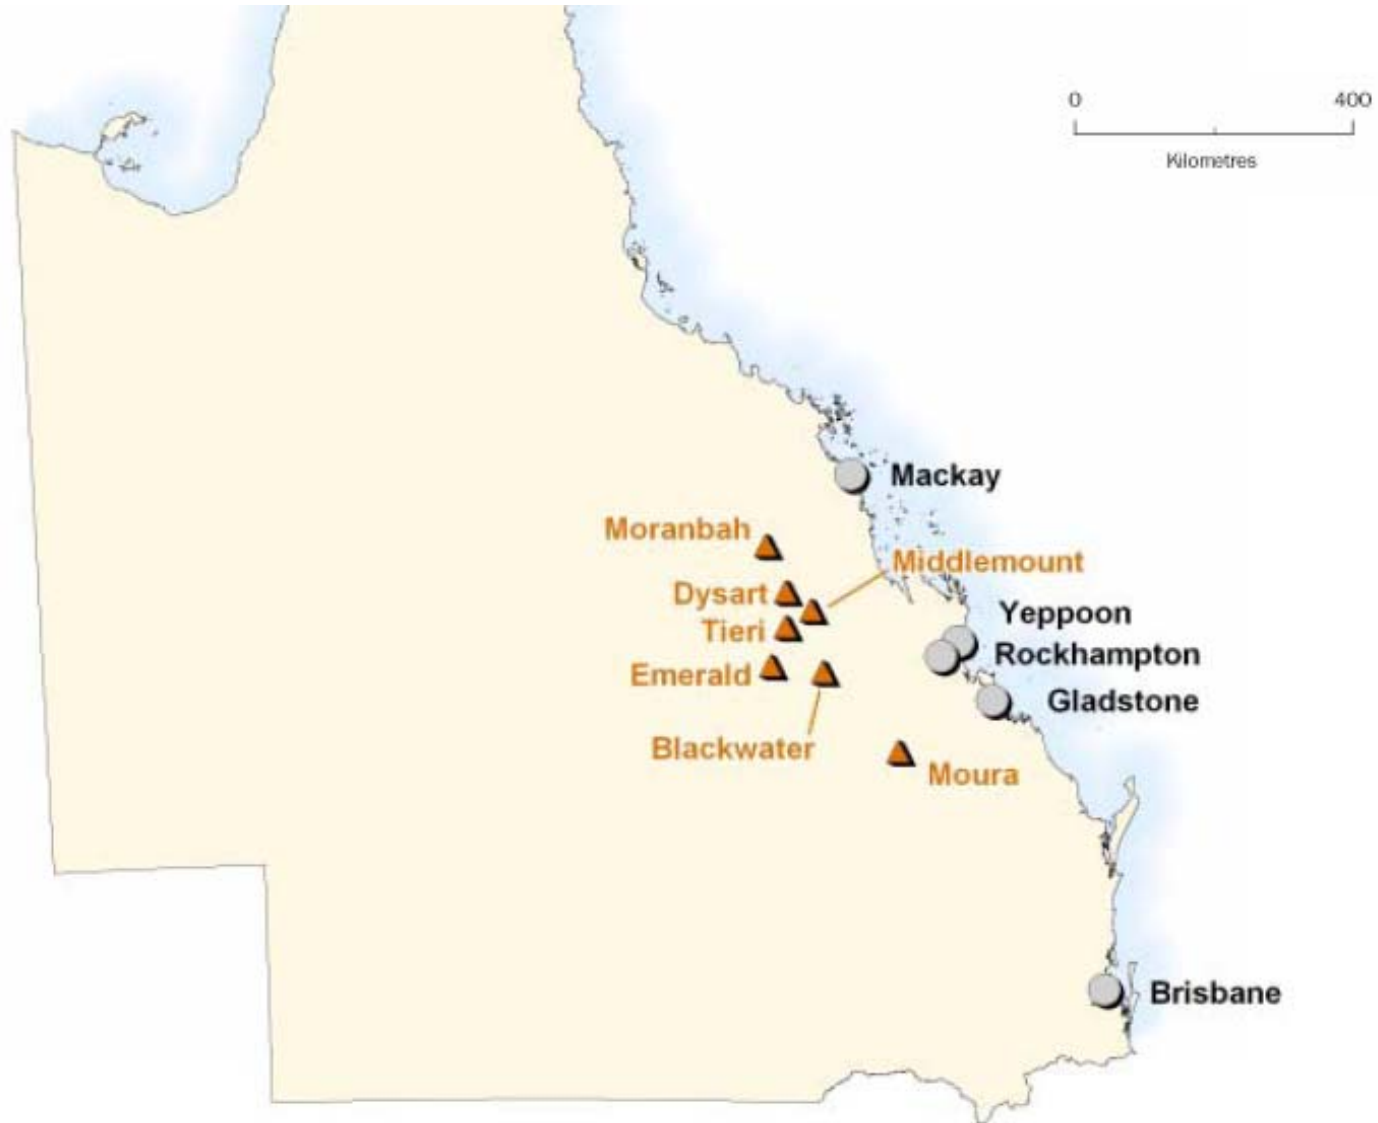 0 400
Kilometres
Mackay
Moranbah
Middlemount
Dysart
Yeppoon
Tieri
Rockhampton
Emerald
Gladstone
Blackwater
Moura
Brisbane